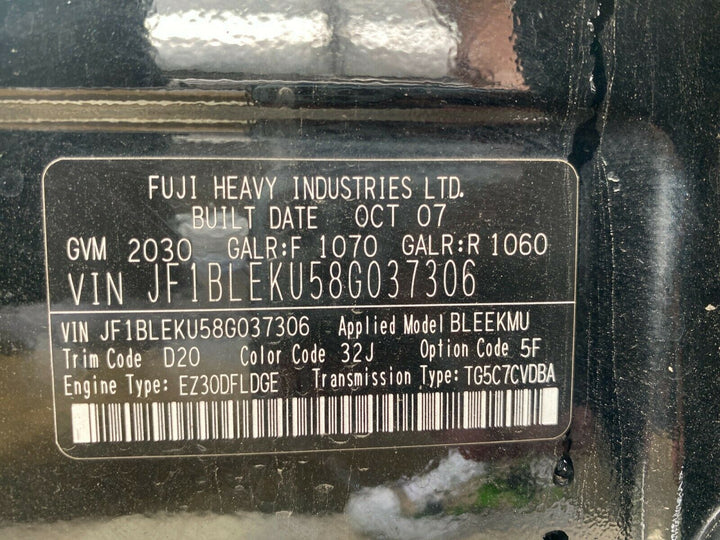 FUJI HEAVY INDUSTRIES LTD.
BUILT DATE OCT 07
GVM 2030 GALR:F 1070 GALR:R 1060
VIN JF1BLEKU58G037306
VIN JF1BLEKU58G037306 Applied Model BLEEKMU
Trim Code D20 Color Code 32J Option Code 5F
Engine Type: EZ30DFLDGE Transmission Type: TG5C7CVDBA